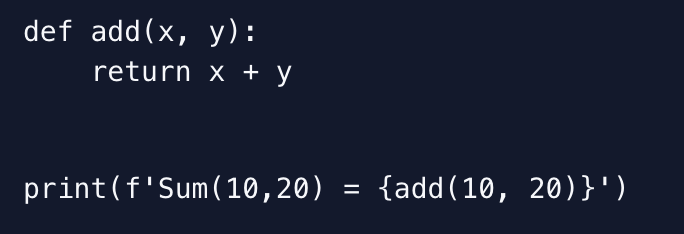 def add(x, y):
    return x + y
print(f'Sum(10,20) = {add(10, 20)}')